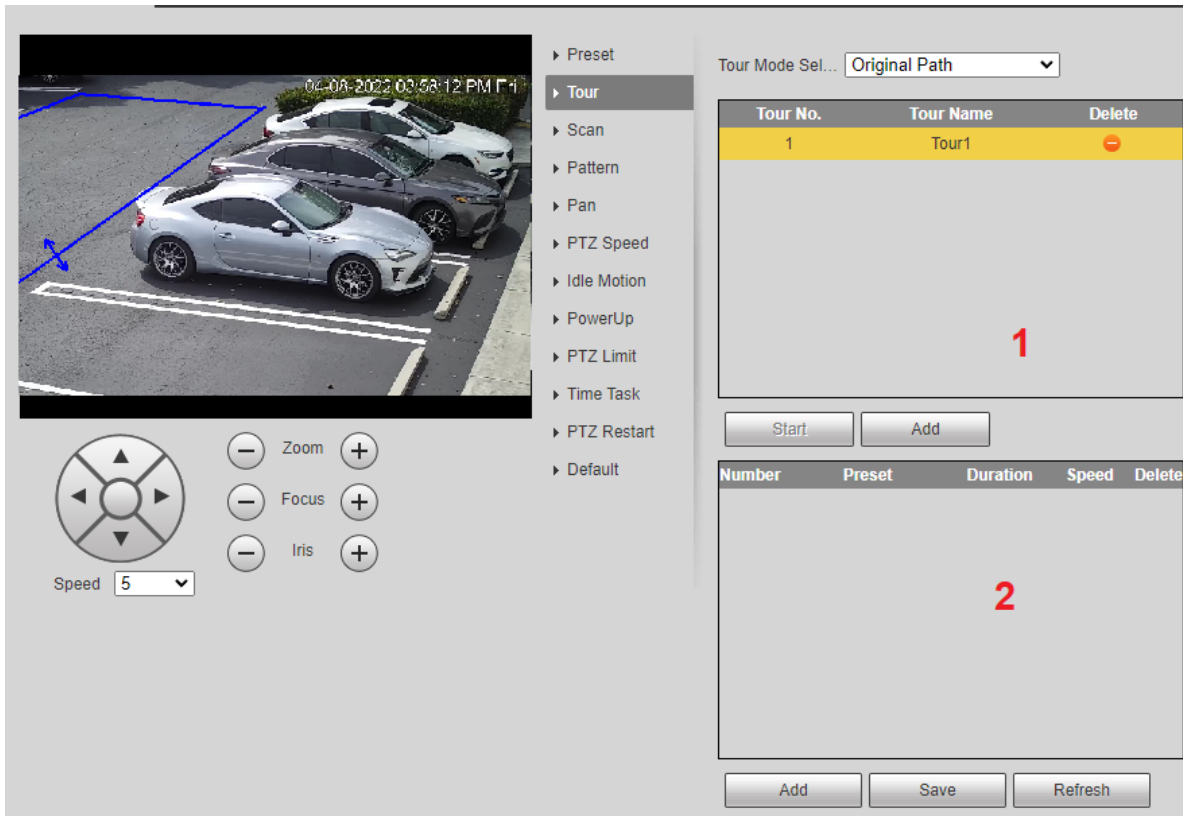 04-08-2022 03:58:12 PM Fri
Preset
Tour
Scan
Pattern
Pan
PTZ Speed
Idle Motion
PowerUp
PTZ Limit
Time Task
PTZ Restart
Default
Zoom
Focus
Iris
Speed 5
Tour Mode Sel... Original Path
Tour No. Tour Name Delete
1 Tour1
1
Start Add
Number Preset Duration Speed Delete
2
Add Save Refresh